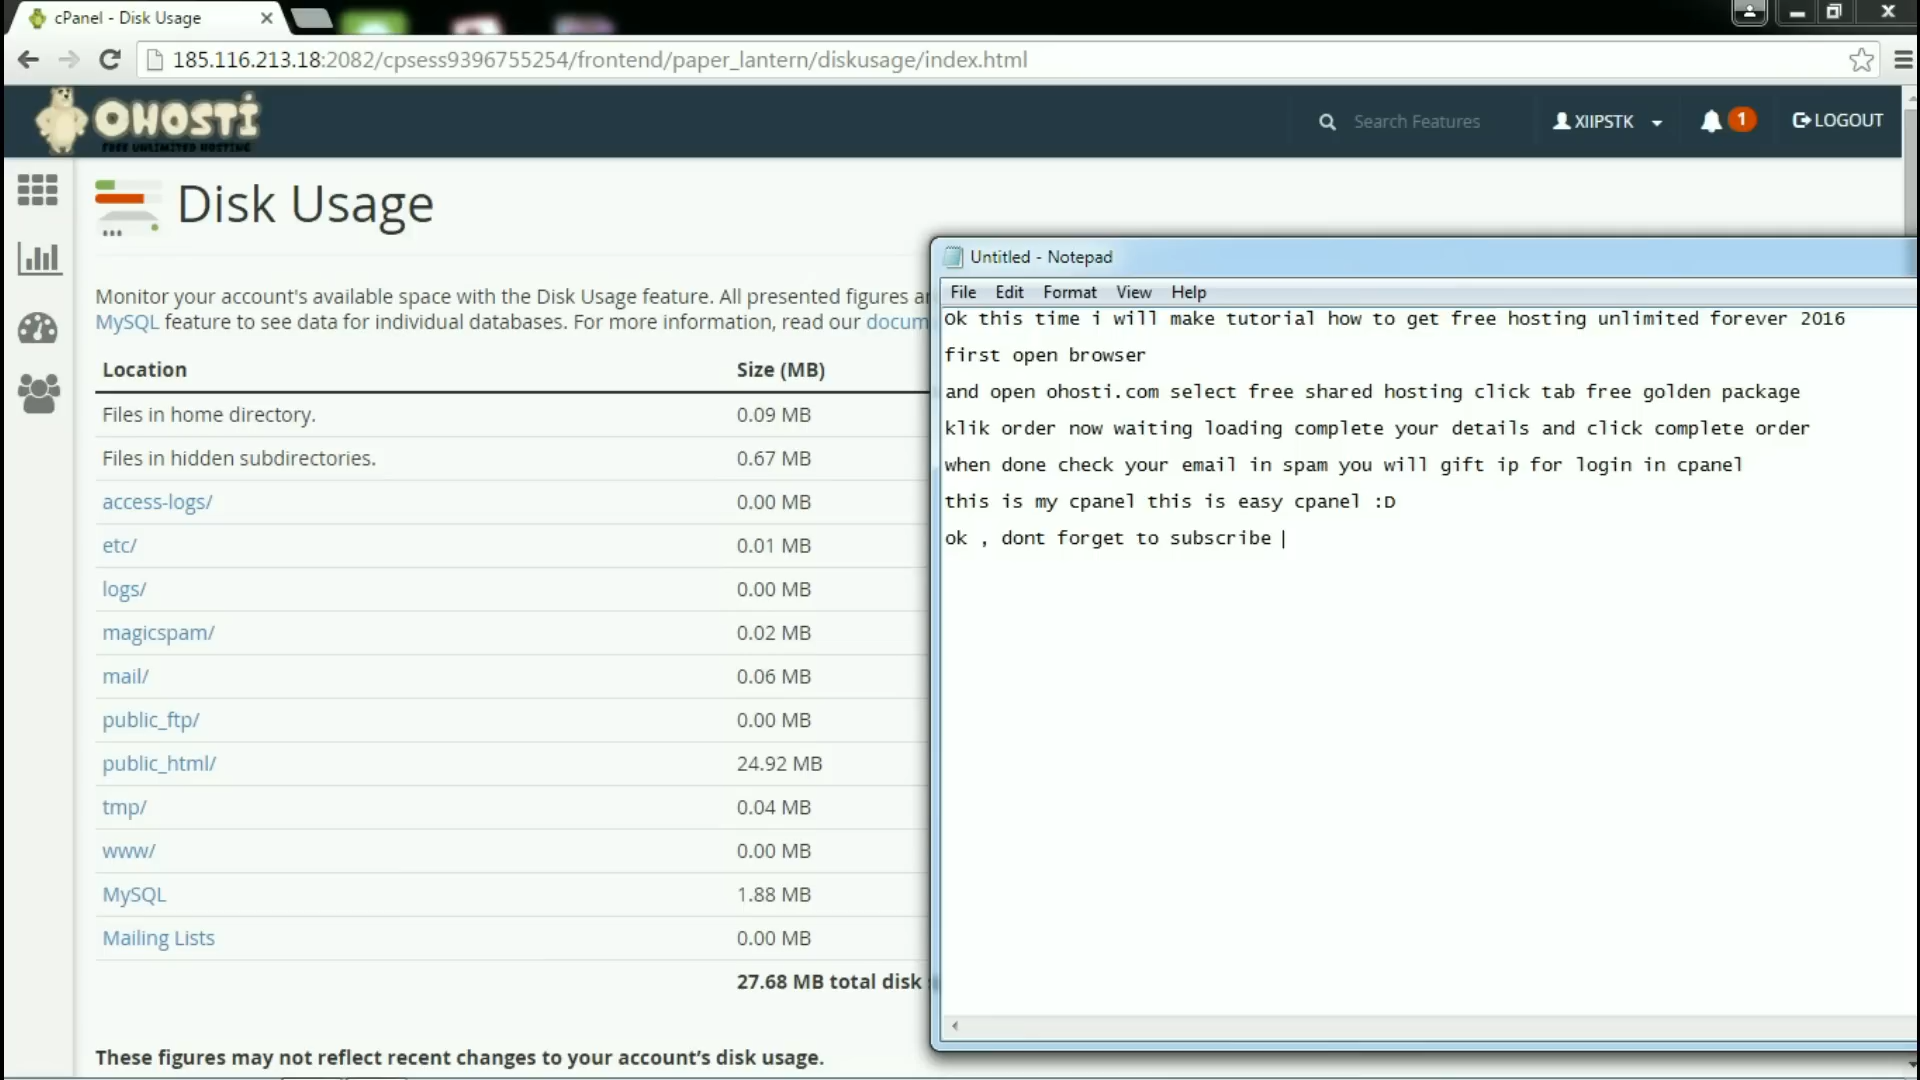 cPanel - Disk Usage
185.116.213.18:2082/cpsess9396755254/frontend/paper_lantern/diskusage/index.html
OHOSTi
FREE UNLIMITED HOSTING
Search Features
XIIPSTK
1
LOGOUT
Disk Usage
Monitor your account's available space with the Disk Usage feature. All presented figures ar
MySQL feature to see data for individual databases. For more information, read our docum
Location Size (MB)
Files in home directory. 0.09 MB
Files in hidden subdirectories. 0.67 MB
access-logs/ 0.00 MB
etc/ 0.01 MB
logs/ 0.00 MB
magicspam/ 0.02 MB
mail/ 0.06 MB
public_ftp/ 0.00 MB
public_html/ 24.92 MB
tmp/ 0.04 MB
www/ 0.00 MB
MySQL 1.88 MB
Mailing Lists 0.00 MB
27.68 MB total disk
These figures may not reflect recent changes to your account’s disk usage.
Untitled - Notepad
File Edit Format View Help
Ok this time i will make tutorial how to get free hosting unlimited forever 2016
first open browser
and open ohosti.com select free shared hosting click tab free golden package
klik order now waiting loading complete your details and click complete order
when done check your email in spam you will gift ip for login in cpanel
this is my cpanel this is easy cpanel :D
ok , dont forget to subscribe